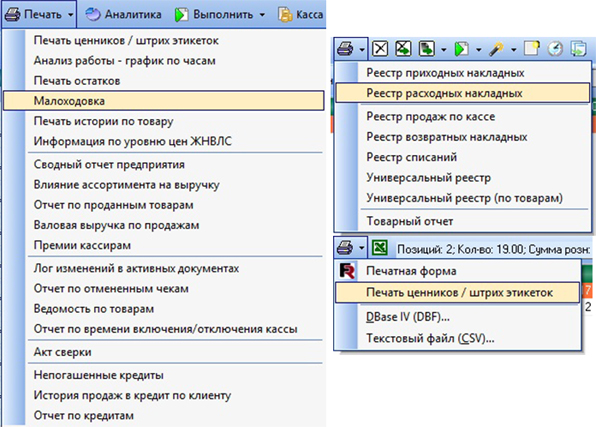 Печать
Аналитика
Выполнить
Касса
Печать ценников / штрих этикеток
Анализ работы - график по часам
Печать остатков
Малоходовка
Печать истории по товару
Информация по уровню цен ЖНВЛС
Сводный отчет предприятия
Влияние ассортимента на выручку
Отчет по проданным товарам
Валовая выручка по продажам
Премии кассирам
Лог изменений в активных документах
Отчет по отмененным чекам
Ведомость по товарам
Отчет по времени включения/отключения кассы
Акт сверки
Непогашенные кредиты
История продаж в кредит по клиенту
Отчет по кредитам
Реестр приходных накладных
Реестр расходных накладных
Реестр продаж по кассе
Реестр возвратных накладных
Реестр списаний
Универсальный реестр
Универсальный реестр (по товарам)
Товарный отчет
Позиций: 2; Кол-во: 19.00; Сумма розн:
Печатная форма
Печать ценников / штрих этикеток
7
2
DBase IV (DBF)...
Текстовый файл (CSV)...